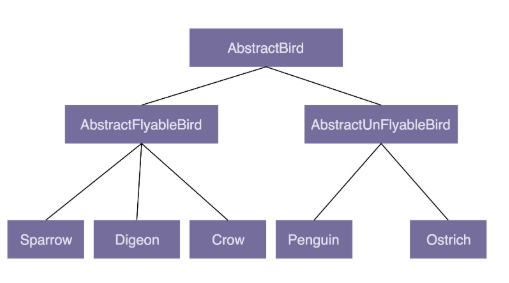 AbstractBird
AbstractFlyableBird
AbstractUnFlyableBird
Sparrow
Digeon
Crow
Penguin
Ostrich